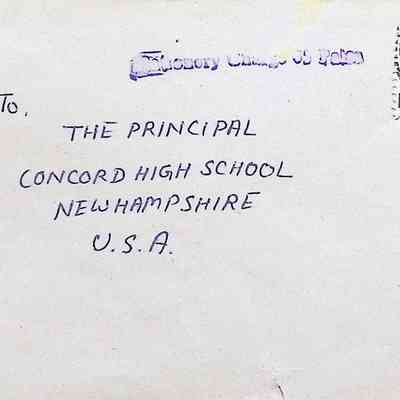 To,
THE PRINCIPAL
CONCORD HIGH SCHOOL
NEWHAMPSHIRE
U.S.A.